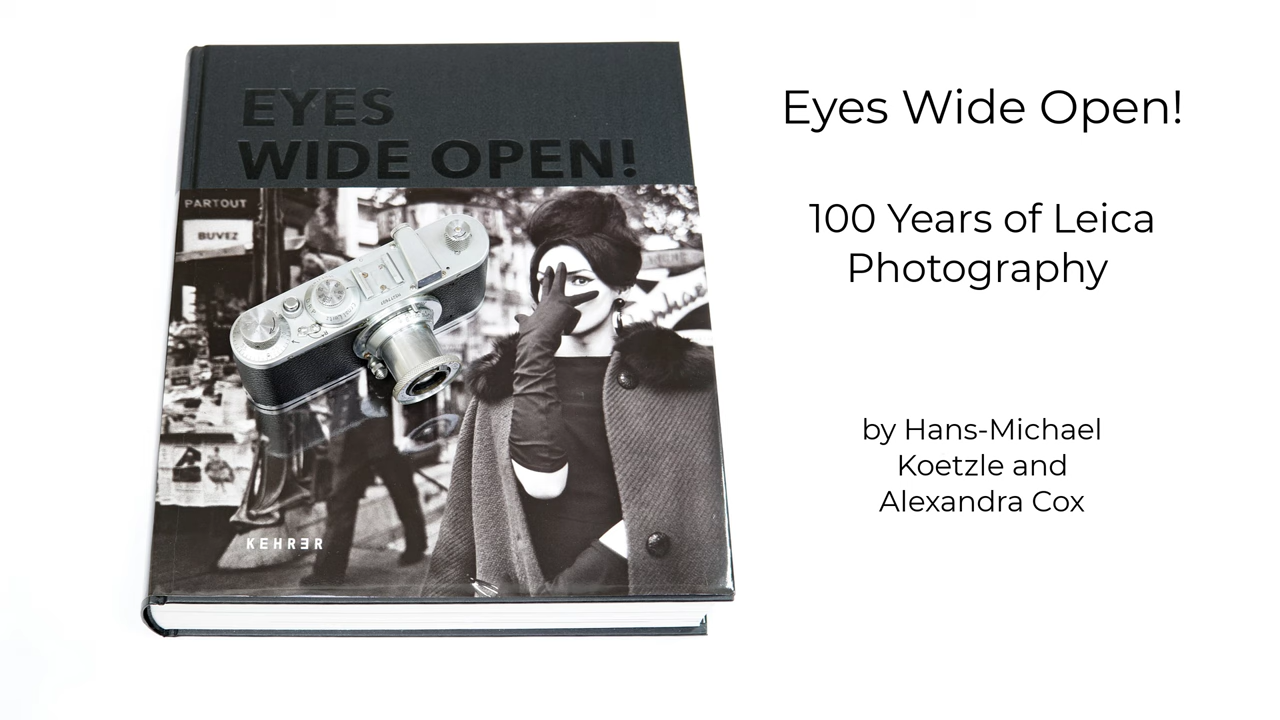 EYES
WIDE OPEN!
PARTOUT
BUVEZ
KEHRER
Eyes Wide Open!
100 Years of Leica
Photography
by Hans-Michael
Koetzle and
Alexandra Cox